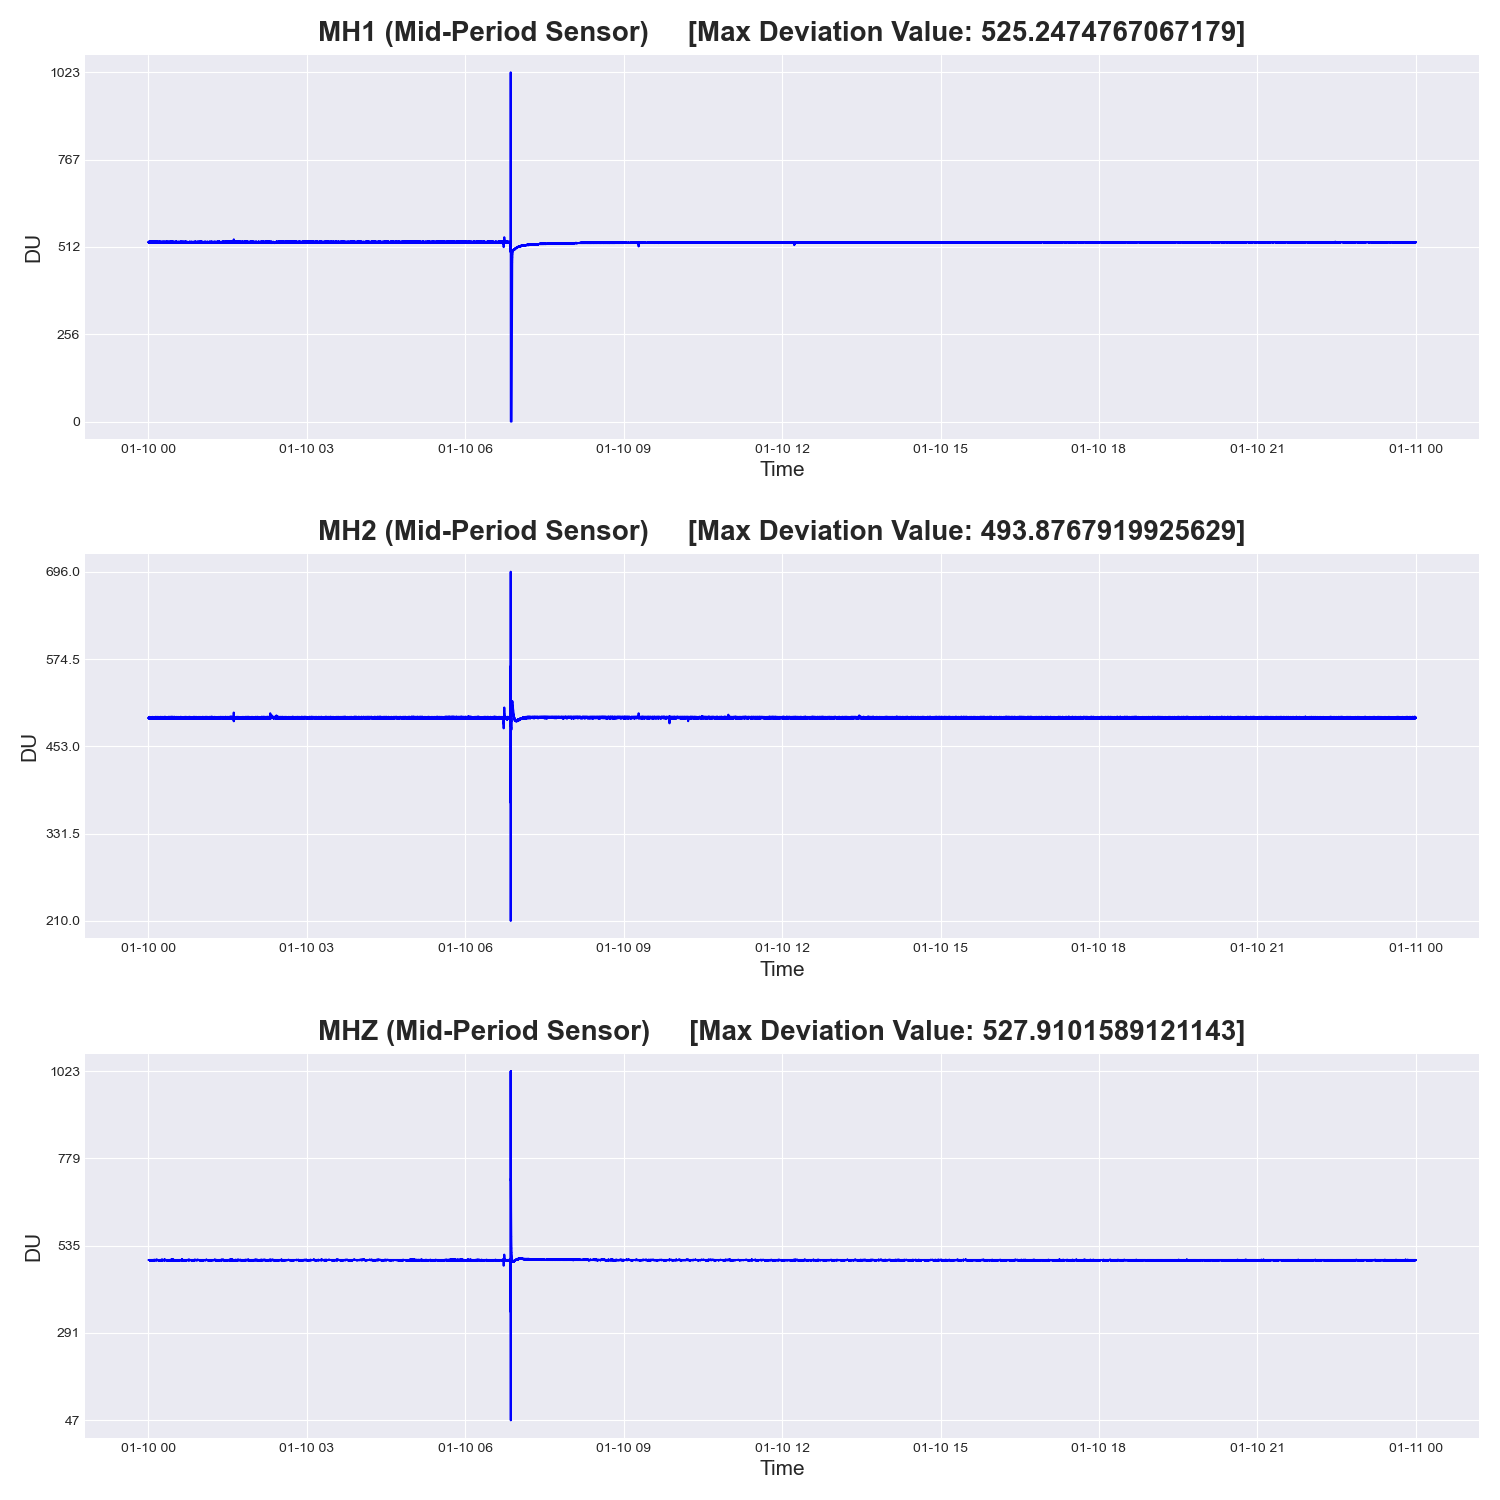 MH1 (Mid-Period Sensor) [Max Deviation Value: 525.2474767067179]
1023
767
512
256
0
DU
01-10 00 01-10 03 01-10 06 01-10 09 01-10 12 01-10 15 01-10 18 01-10 21 01-11 00
Time
MH2 (Mid-Period Sensor) [Max Deviation Value: 493.8767919925629]
696.0
574.5
453.0
331.5
210.0
DU
01-10 00 01-10 03 01-10 06 01-10 09 01-10 12 01-10 15 01-10 18 01-10 21 01-11 00
Time
MHZ (Mid-Period Sensor) [Max Deviation Value: 527.9101589121143]
1023
779
535
291
47
DU
01-10 00 01-10 03 01-10 06 01-10 09 01-10 12 01-10 15 01-10 18 01-10 21 01-11 00
Time